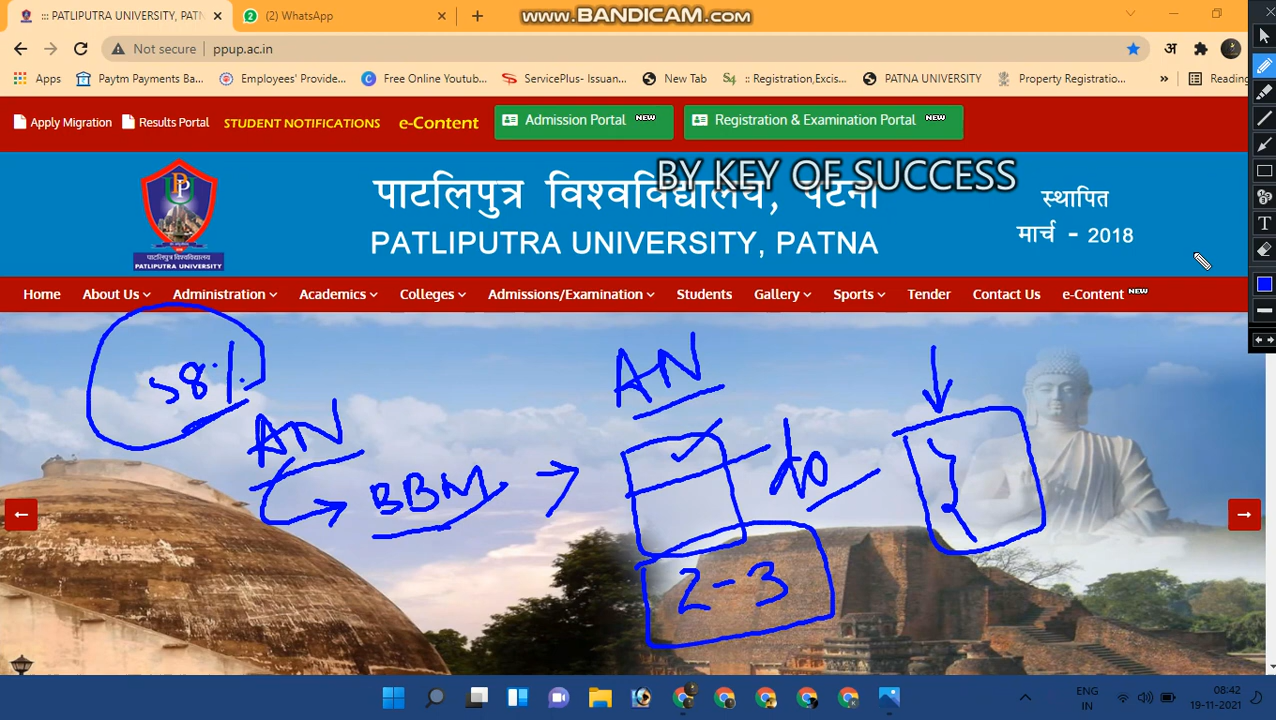 ::: PATLIPUTRA UNIVERSITY, PATN
(2) WhatsApp
www.BANDICAM.com
Not secure ppup.ac.in अ
Apps Paytm Payments Ba... Employees' Provide... Free Online Youtub... ServicePlus- Issuan... New Tab :: Registration,Excis... PATNA UNIVERSITY Property Registratio... » Reading
Apply Migration Results Portal STUDENT NOTIFICATIONS e-Content Admission Portal NEW Registration & Examination Portal NEW
BY KEY OF SUCCESS
पाटलिपुत्र विश्वविद्यालय, पटना
स्थापित
PATLIPUTRA UNIVERSITY, PATNA
मार्च - 2018
पाटलिपुत्र विश्वविद्यालय
PATLIPUTRA UNIVERSITY
Home About Us Administration Academics Colleges Admissions/Examination Students Gallery Sports Tender Contact Us e-Content NEW
58%
AN
AN
BBM
to
2-3
ENG
IN
08:42
19-11-2021